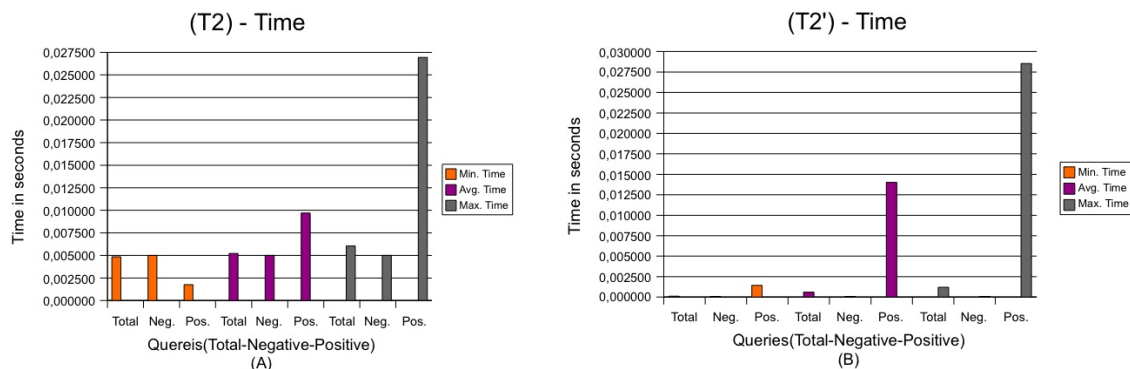 (T2) - Time
0,027500
0,025000
0,022500
0,020000
0,017500
0,015000
0,012500
0,010000
0,007500
0,005000
0,002500
0,000000
Time in seconds
Total Neg. Pos. Total Neg. Pos. Total Neg. Pos.
Quereis(Total-Negative-Positive)
(A)
Min. Time
Avg. Time
Max. Time
(T2') - Time
0,030000
0,027500
0,025000
0,022500
0,020000
0,017500
0,015000
0,012500
0,010000
0,007500
0,005000
0,002500
0,000000
Time in seconds
Total Neg. Pos. Total Neg. Pos. Total Neg. Pos.
Queries(Total-Negative-Positive)
(B)
Min. Time
Avg. Time
Max. Time